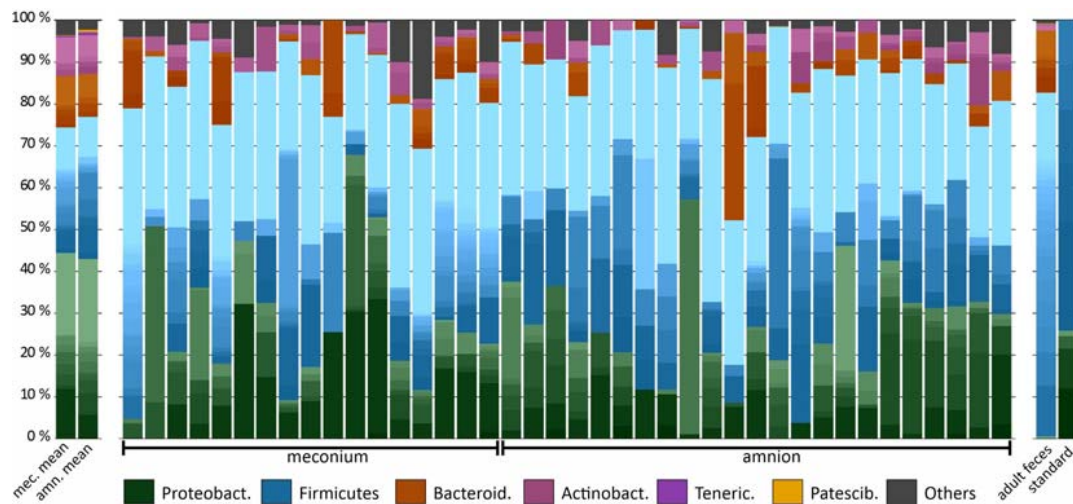 100 %
90 %
80 %
70 %
60 %
50 %
40 %
30 %
20 %
10 %
0 %
mec. mean
amn. mean
meconium
amnion
adult feces
standard
Proteobact. Firmicutes Bacteroid. Actinobact. Teneric. Patescib. Others